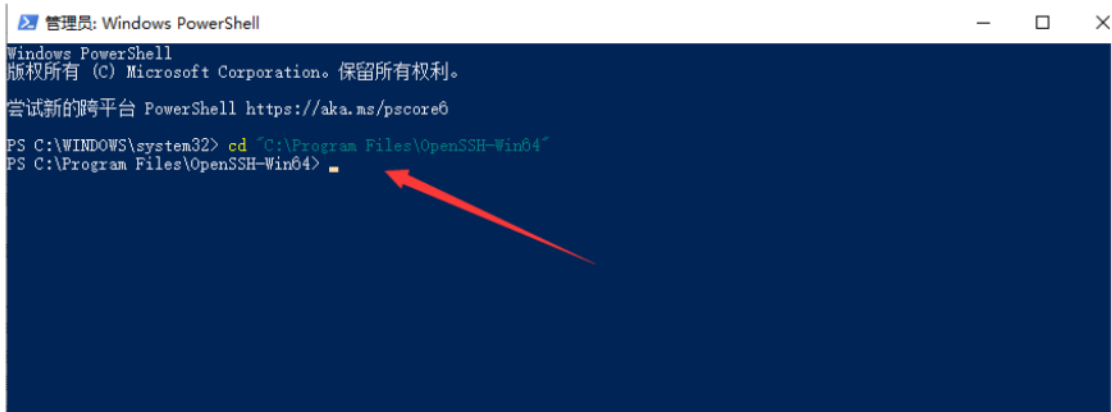 管理员: Windows PowerShell
Windows PowerShell
版权所有 (C) Microsoft Corporation。保留所有权利。
尝试新的跨平台 PowerShell https://aka.ms/pscore6
PS C:\WINDOWS\system32> cd "C:\Program Files\OpenSSH-Win64"
PS C:\Program Files\OpenSSH-Win64>